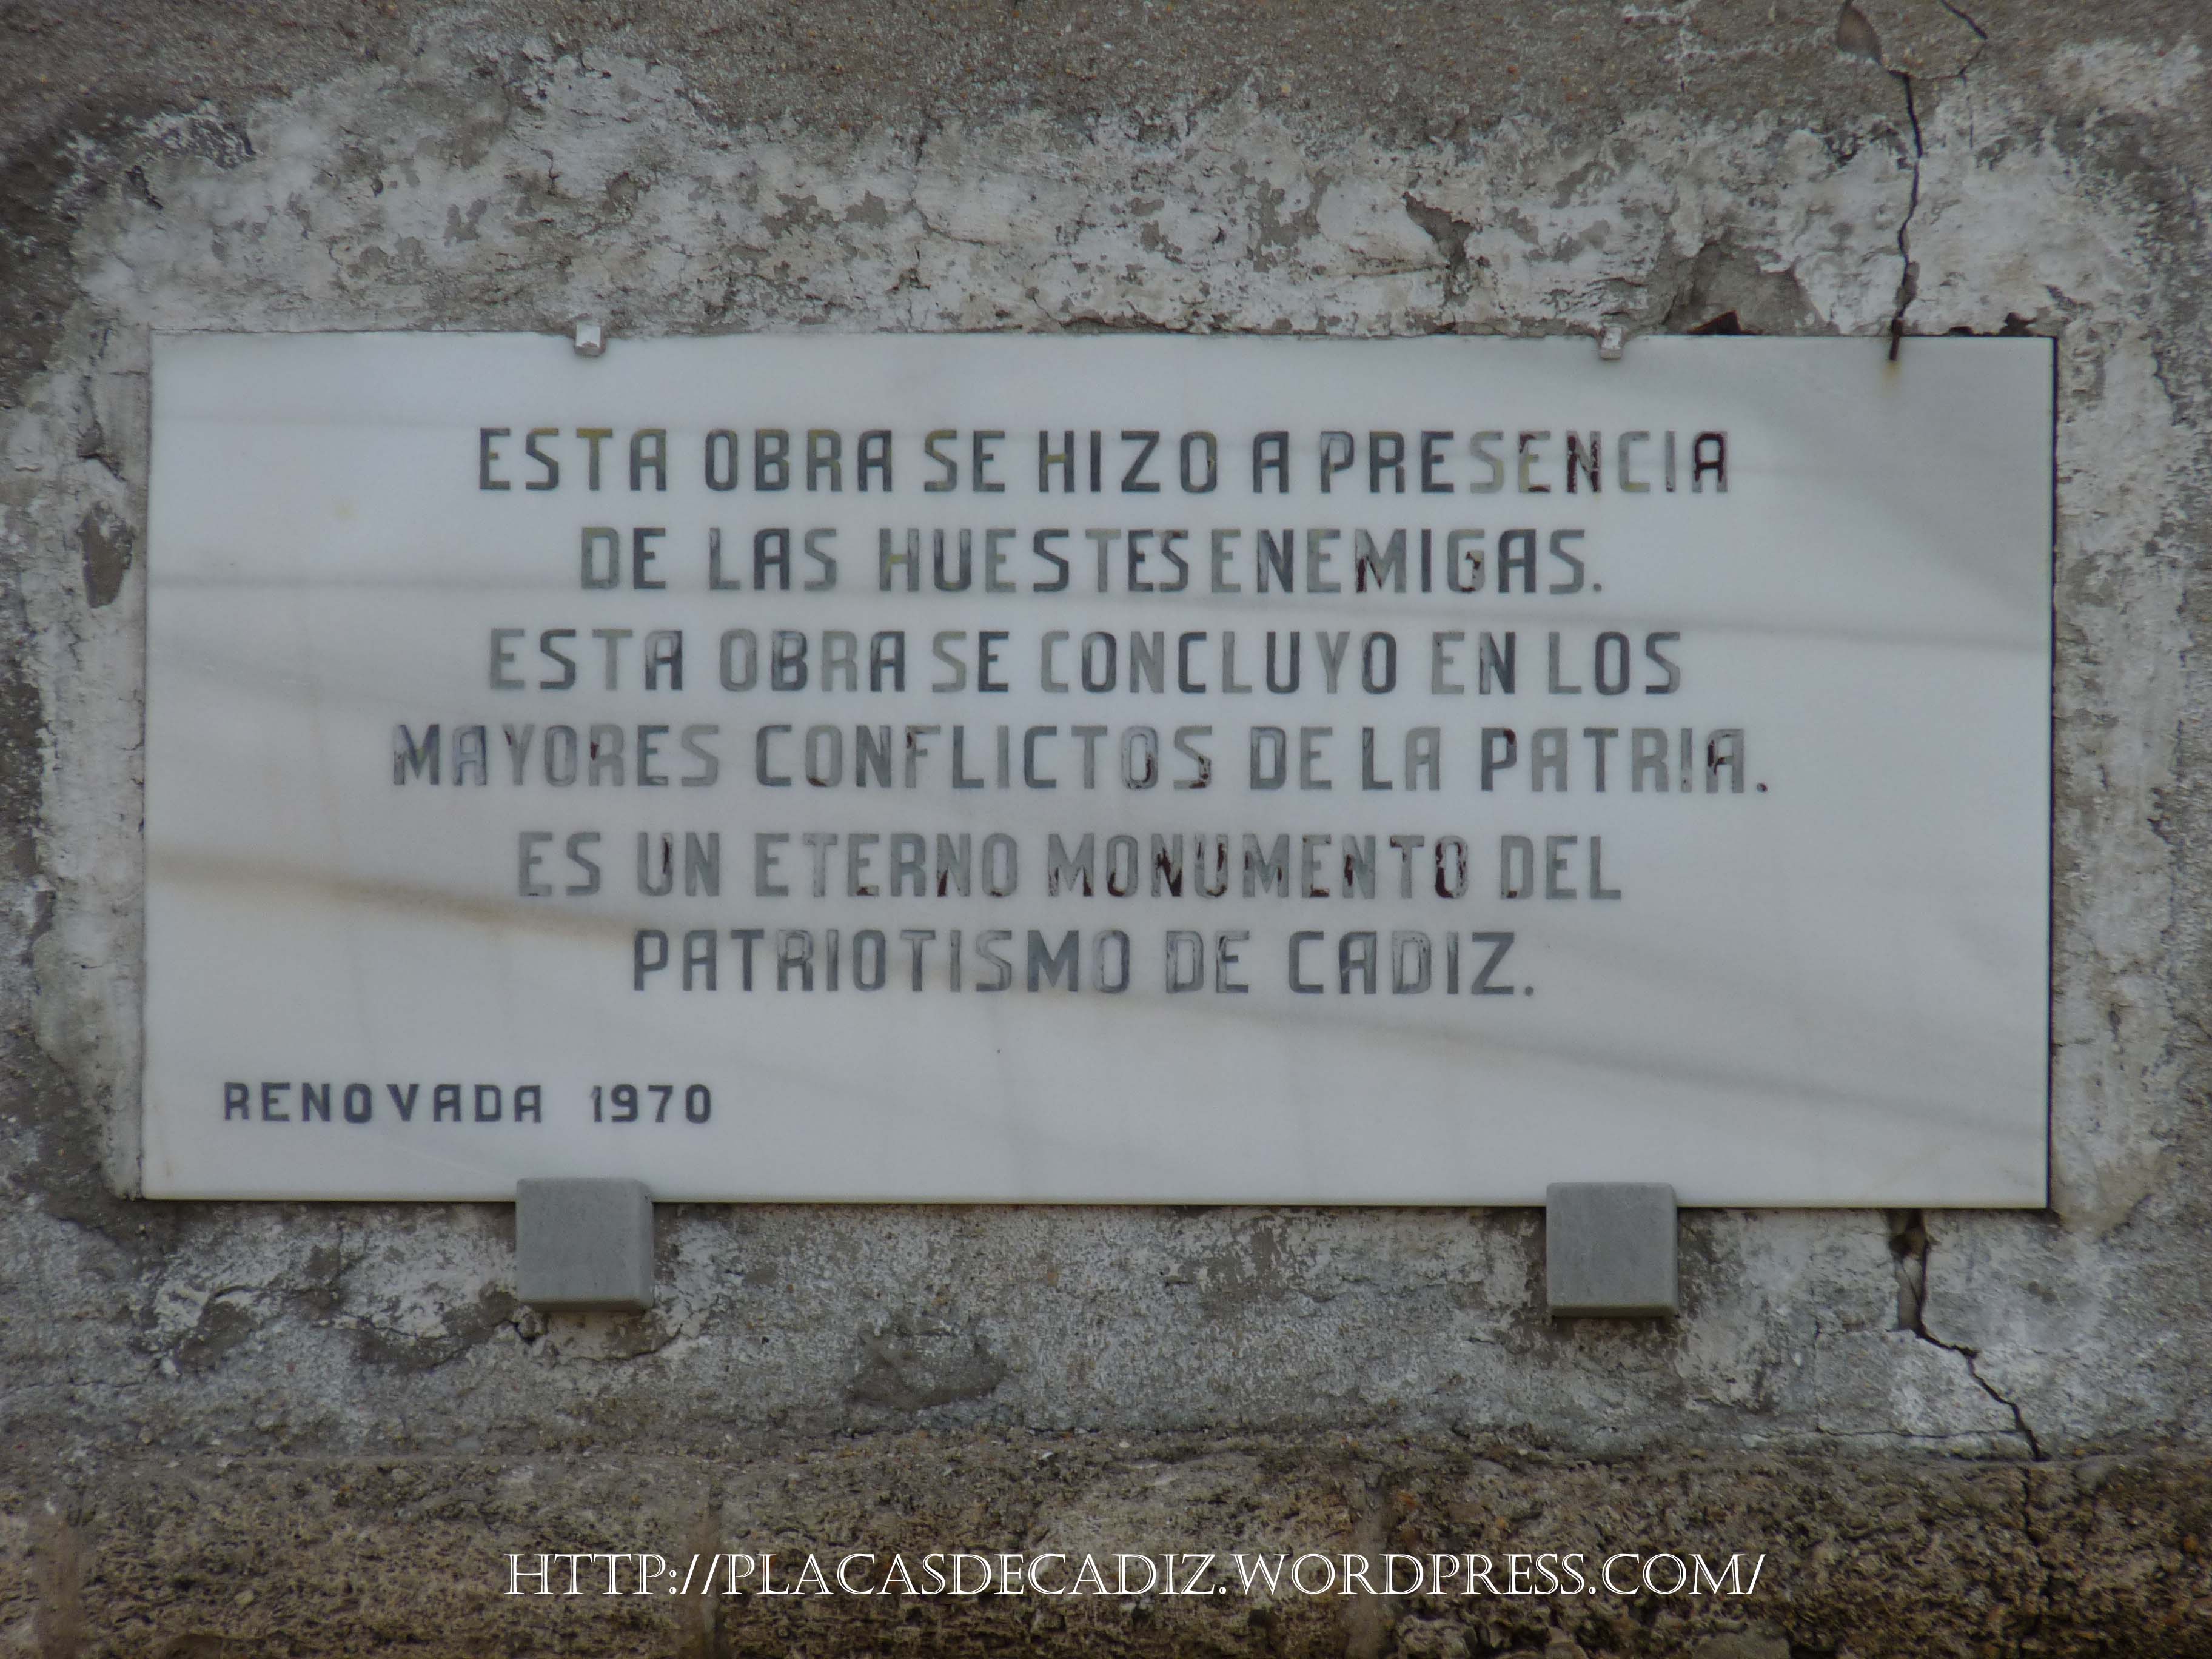 ESTA OBRA SE HIZO A PRESENCIA
DE LAS HUESTES ENEMIGAS.
ESTA OBRA SE CONCLUYO EN LOS
MAYORES CONFLICTOS DE LA PATRIA.
ES UN ETERNO MONUMENTO DEL
PATRIOTISMO DE CADIZ.
RENOVADA 1970
HTTP://PLACASDECADIZ.WORDPRESS.COM/